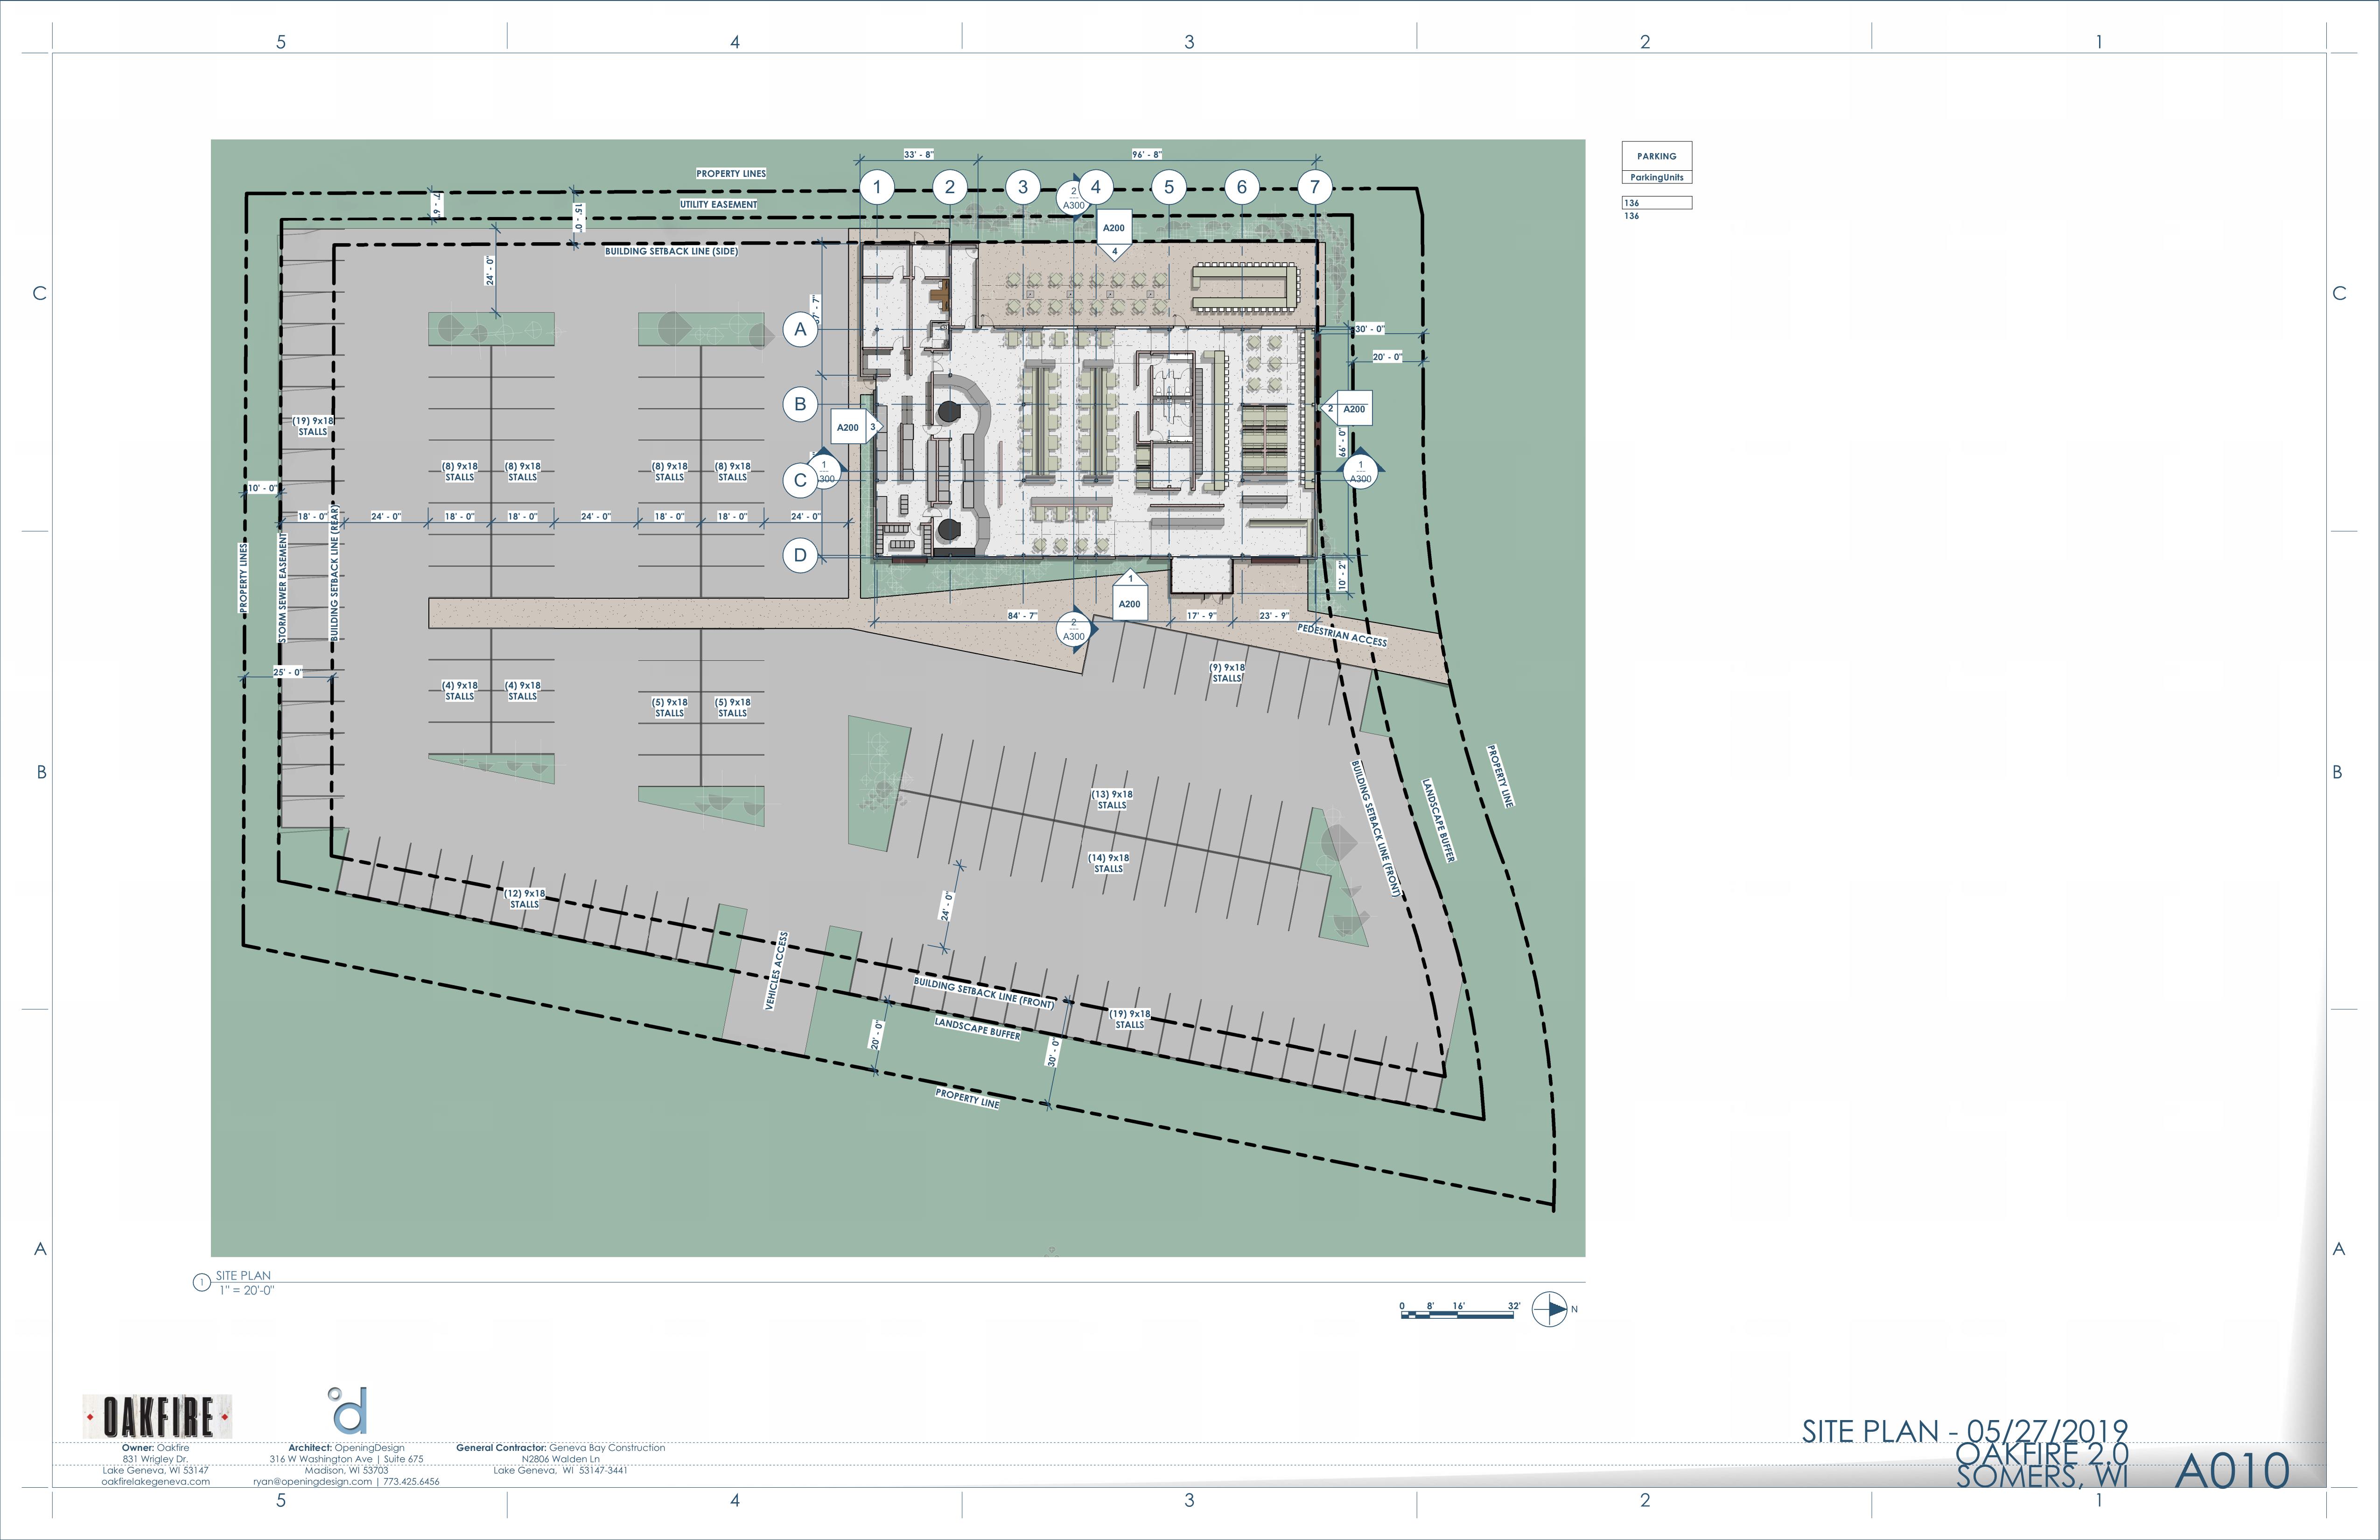 5
4
3
2
1
33' - 8"
96' - 8"
PARKING
ParkingUnits
136
136
PROPERTY LINES
UTILITY EASEMENT
BUILDING SETBACK LINE (SIDE)
7' - 6"
15' - 0"
24' - 0"
1
2
3
4
5
6
7
2
A300
A200
4
C
C
A
B
C
D
30' - 0"
20' - 0"
2
A200
66' - 0"
1
A300
10' - 2"
A200
3
1
(19) 9x18
STALLS
(8) 9x18
STALLS
(8) 9x18
STALLS
(8) 9x18
STALLS
(8) 9x18
STALLS
10' - 0"
18' - 0"
24' - 0"
18' - 0"
18' - 0"
24' - 0"
18' - 0"
18' - 0"
24' - 0"
PROPERTY LINES
STORM SEWER EASEMENT
BUILDING SETBACK LINE (REAR)
25' - 0"
84' - 7"
1
A200
17' - 9"
23' - 9"
2
A300
PEDESTRIAN ACCESS
(9) 9x18
STALLS
(4) 9x18
STALLS
(4) 9x18
STALLS
(5) 9x18
STALLS
(5) 9x18
STALLS
B
B
(13) 9x18
STALLS
(14) 9x18
STALLS
BUILDING SETBACK LINE (FRONT)
LANDSCAPE BUFFER
PROPERTY LINE
(12) 9x18
STALLS
24' - 0"
VEHICLES ACCESS
BUILDING SETBACK LINE (FRONT)
LANDSCAPE BUFFER
(19) 9x18
STALLS
20' - 0"
30' - 0"
PROPERTY LINE
A
A
1
SITE PLAN
1" = 20'-0"
0 8' 16' 32'
N
OAKFIRE
d
Owner: Oakfire
831 Wrigley Dr.
Lake Geneva, WI 53147
oakfirelakegeneva.com
Architect: OpeningDesign
316 W Washington Ave | Suite 675
Madison, WI 53703
ryan@openingdesign.com | 773.425.6456
General Contractor: Geneva Bay Construction
N2806 Walden Ln
Lake Geneva, WI 53147-3441
SITE PLAN - 05/27/2019
OAKFIRE 2.0
SOMERS, WI
A010
5
4
3
2
1